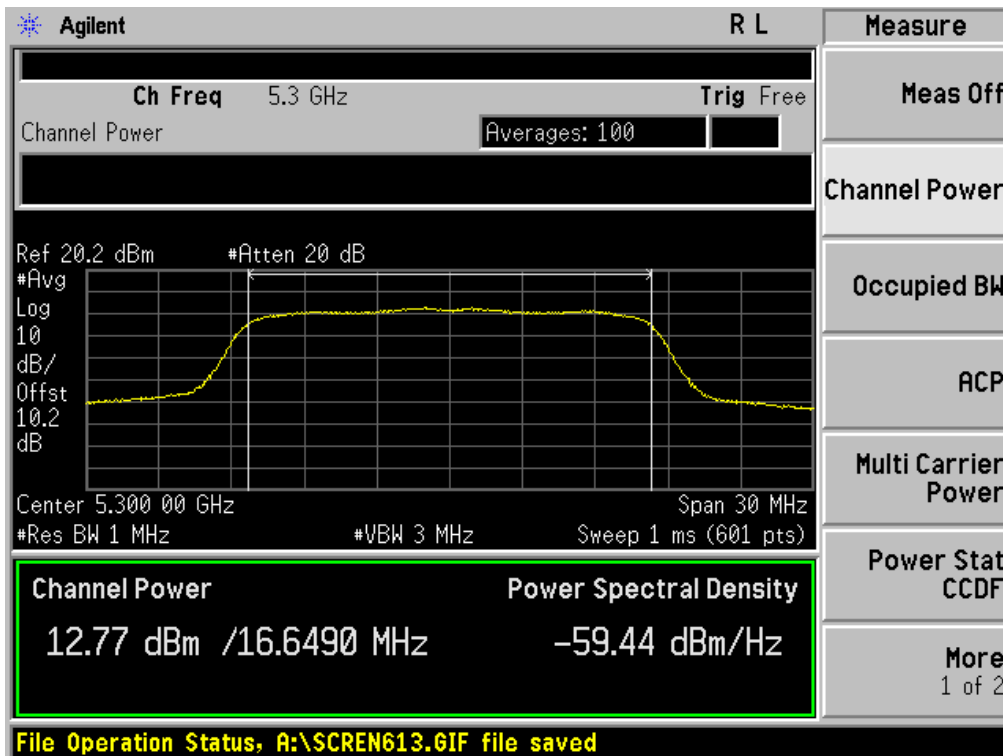 Agilent R L Measure
Ch Freq 5.3 GHz Trig Free
Meas Off
Channel Power Averages: 100
Channel Power
Ref 20.2 dBm #Atten 20 dB
#Avg
Log
10
dB/
Offst
10.2
dB
Occupied BW
ACP
Multi Carrier
Power
Center 5.300 00 GHz Span 30 MHz
#Res BW 1 MHz #VBW 3 MHz Sweep 1 ms (601 pts)
Power Stat
CCDF
Channel Power Power Spectral Density
12.77 dBm /16.6490 MHz -59.44 dBm/Hz
More
1 of 2
File Operation Status, A:\SCREN613.GIF file saved